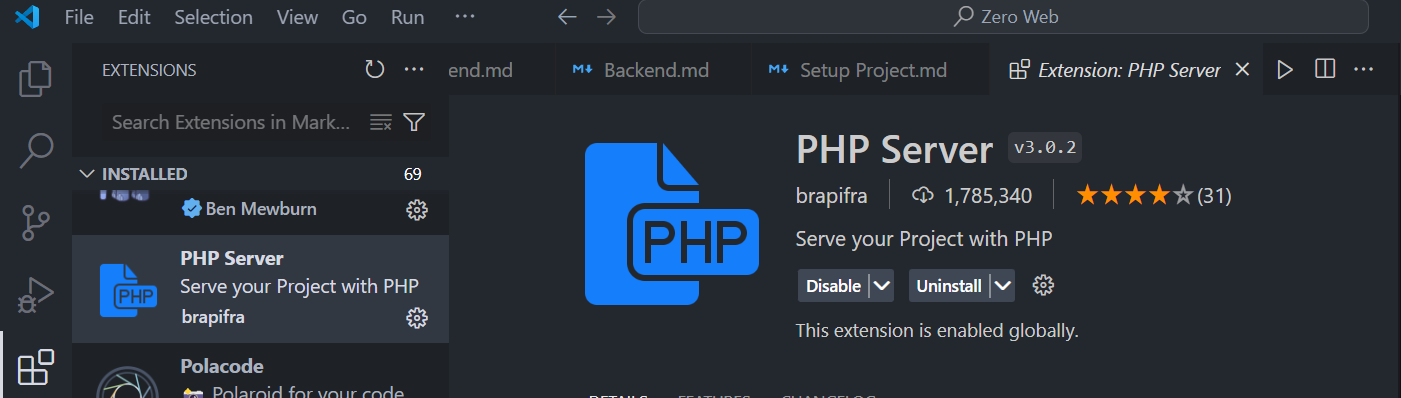 File Edit Selection View Go Run ···
Zero Web
EXTENSIONS
end.md Backend.md Setup Project.md Extension: PHP Server
Search Extensions in Mark...
INSTALLED 69
Ben Mewburn
PHP Server
Serve your Project with PHP
brapifra
Polacode
Polaroid for your code
PHP
PHP Server v3.0.2
brapifra 1,785,340 (31)
Serve your Project with PHP
Disable Uninstall
This extension is enabled globally.
DETAILS FEATURES CHANGELOG